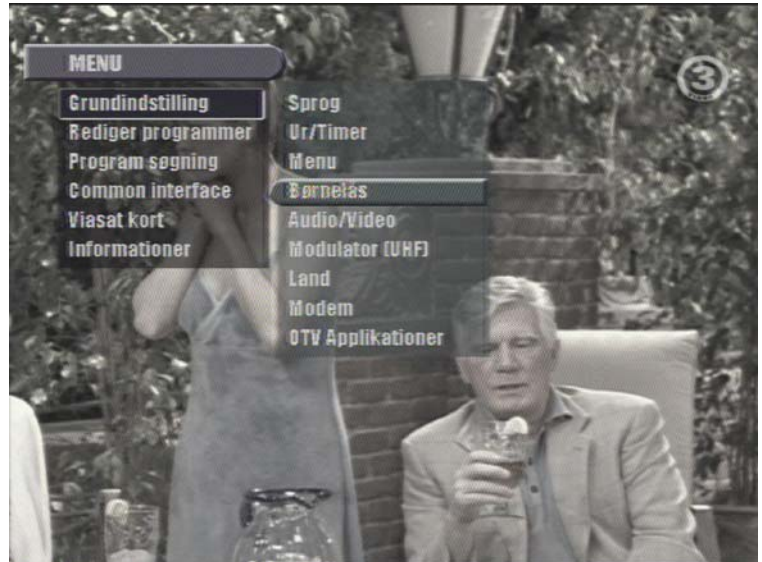 MENU
Grundindstilling
Rediger programmer
Program søgning
Common interface
Viasat kort
Informationer
Sprog
Ur/Timer
Menu
Børnelås
Audio/Video
Modulator (UHF)
Land
Modem
OTV Applikationer
3